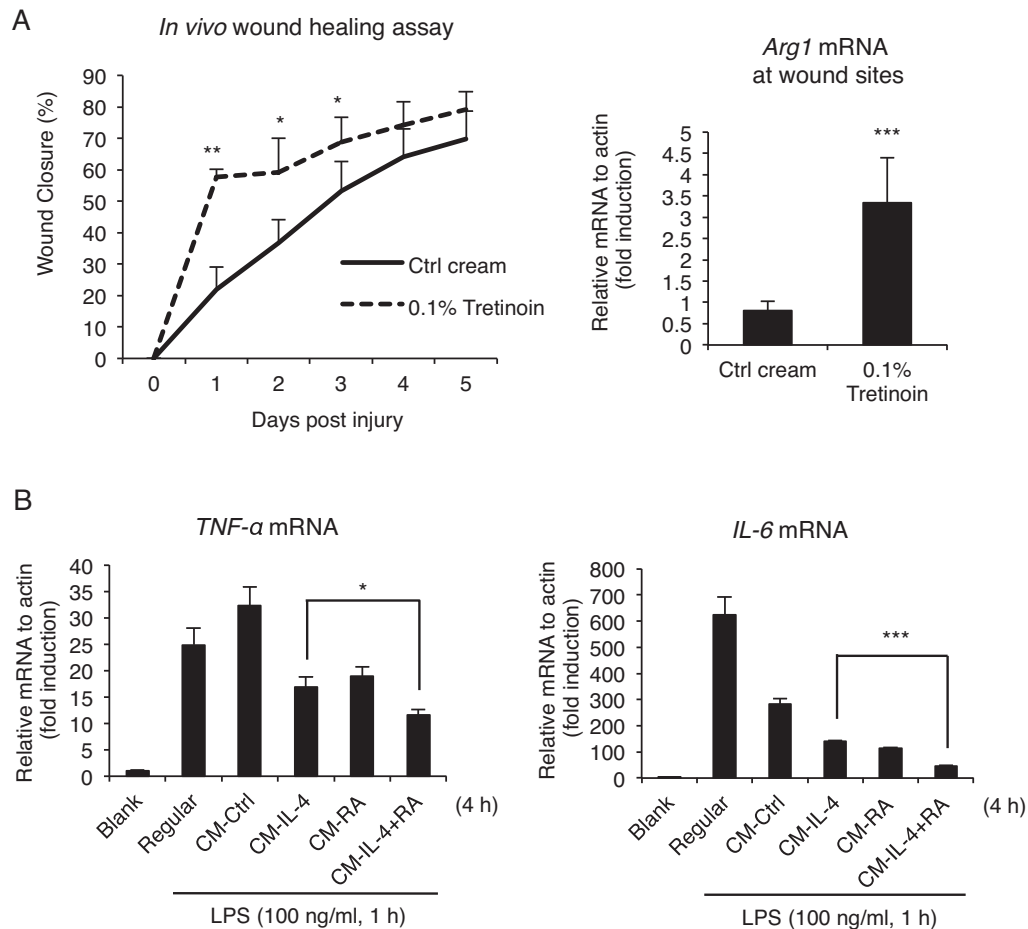 A
In vivo wound healing assay
Wound Closure (%)
90
80
70
60
50
40
30
20
10
0
**
*
*
Ctrl cream
0.1% Tretinoin
0 1 2 3 4 5
Days post injury
Arg1 mRNA
at wound sites
Relative mRNA to actin
(fold induction)
5
4.5
4
3.5
3
2.5
2
1.5
1
0.5
0
***
Ctrl cream
0.1%
Tretinoin
B
TNF-α mRNA
Relative mRNA to actin
(fold induction)
40
35
30
25
20
15
10
5
0
*
Blank
Regular
CM-Ctrl
CM-IL-4
CM-RA
CM-IL-4+RA
(4 h)
LPS (100 ng/ml, 1 h)
IL-6 mRNA
Relative mRNA to actin
(fold induction)
800
700
600
500
400
300
200
100
0
***
Blank
Regular
CM-Ctrl
CM-IL-4
CM-RA
CM-IL-4+RA
(4 h)
LPS (100 ng/ml, 1 h)